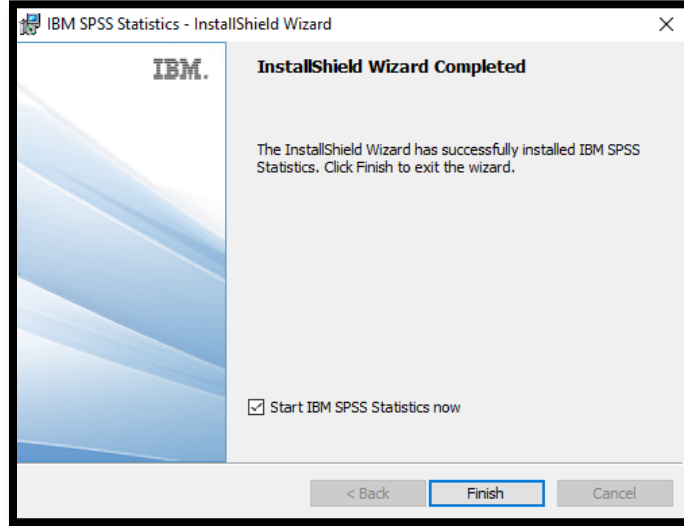 IBM SPSS Statistics - InstallShield Wizard
IBM.
InstallShield Wizard Completed
The InstallShield Wizard has successfully installed IBM SPSS
Statistics. Click Finish to exit the wizard.
Start IBM SPSS Statistics now
< Back
Finish
Cancel